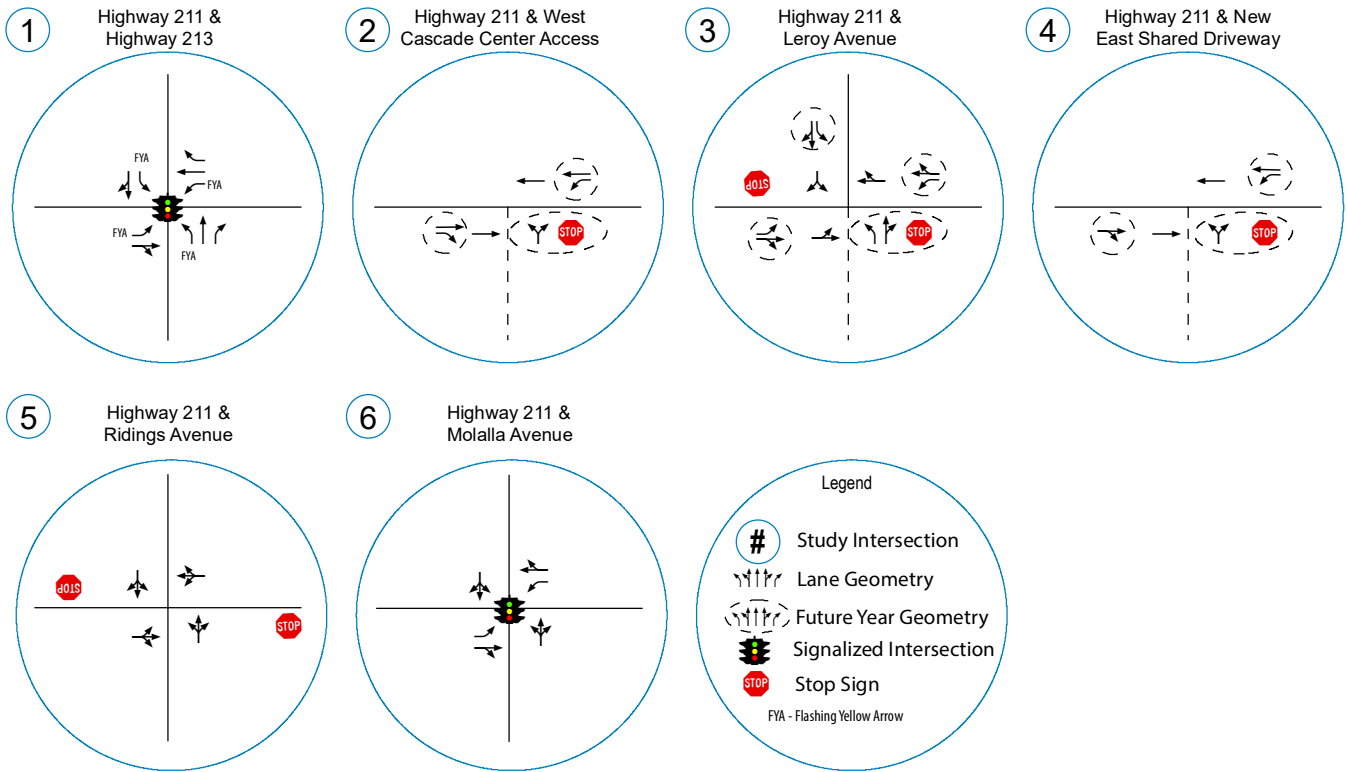 1
Highway 211 &
Highway 213
FYA
FYA
FYA
FYA
2
Highway 211 & West
Cascade Center Access
STOP
3
Highway 211 &
Leroy Avenue
STOP
STOP
4
Highway 211 & New
East Shared Driveway
STOP
5
Highway 211 &
Ridings Avenue
STOP
STOP
6
Highway 211 &
Molalla Avenue
Legend
# Study Intersection
Lane Geometry
Future Year Geometry
Signalized Intersection
STOP Stop Sign
FYA - Flashing Yellow Arrow